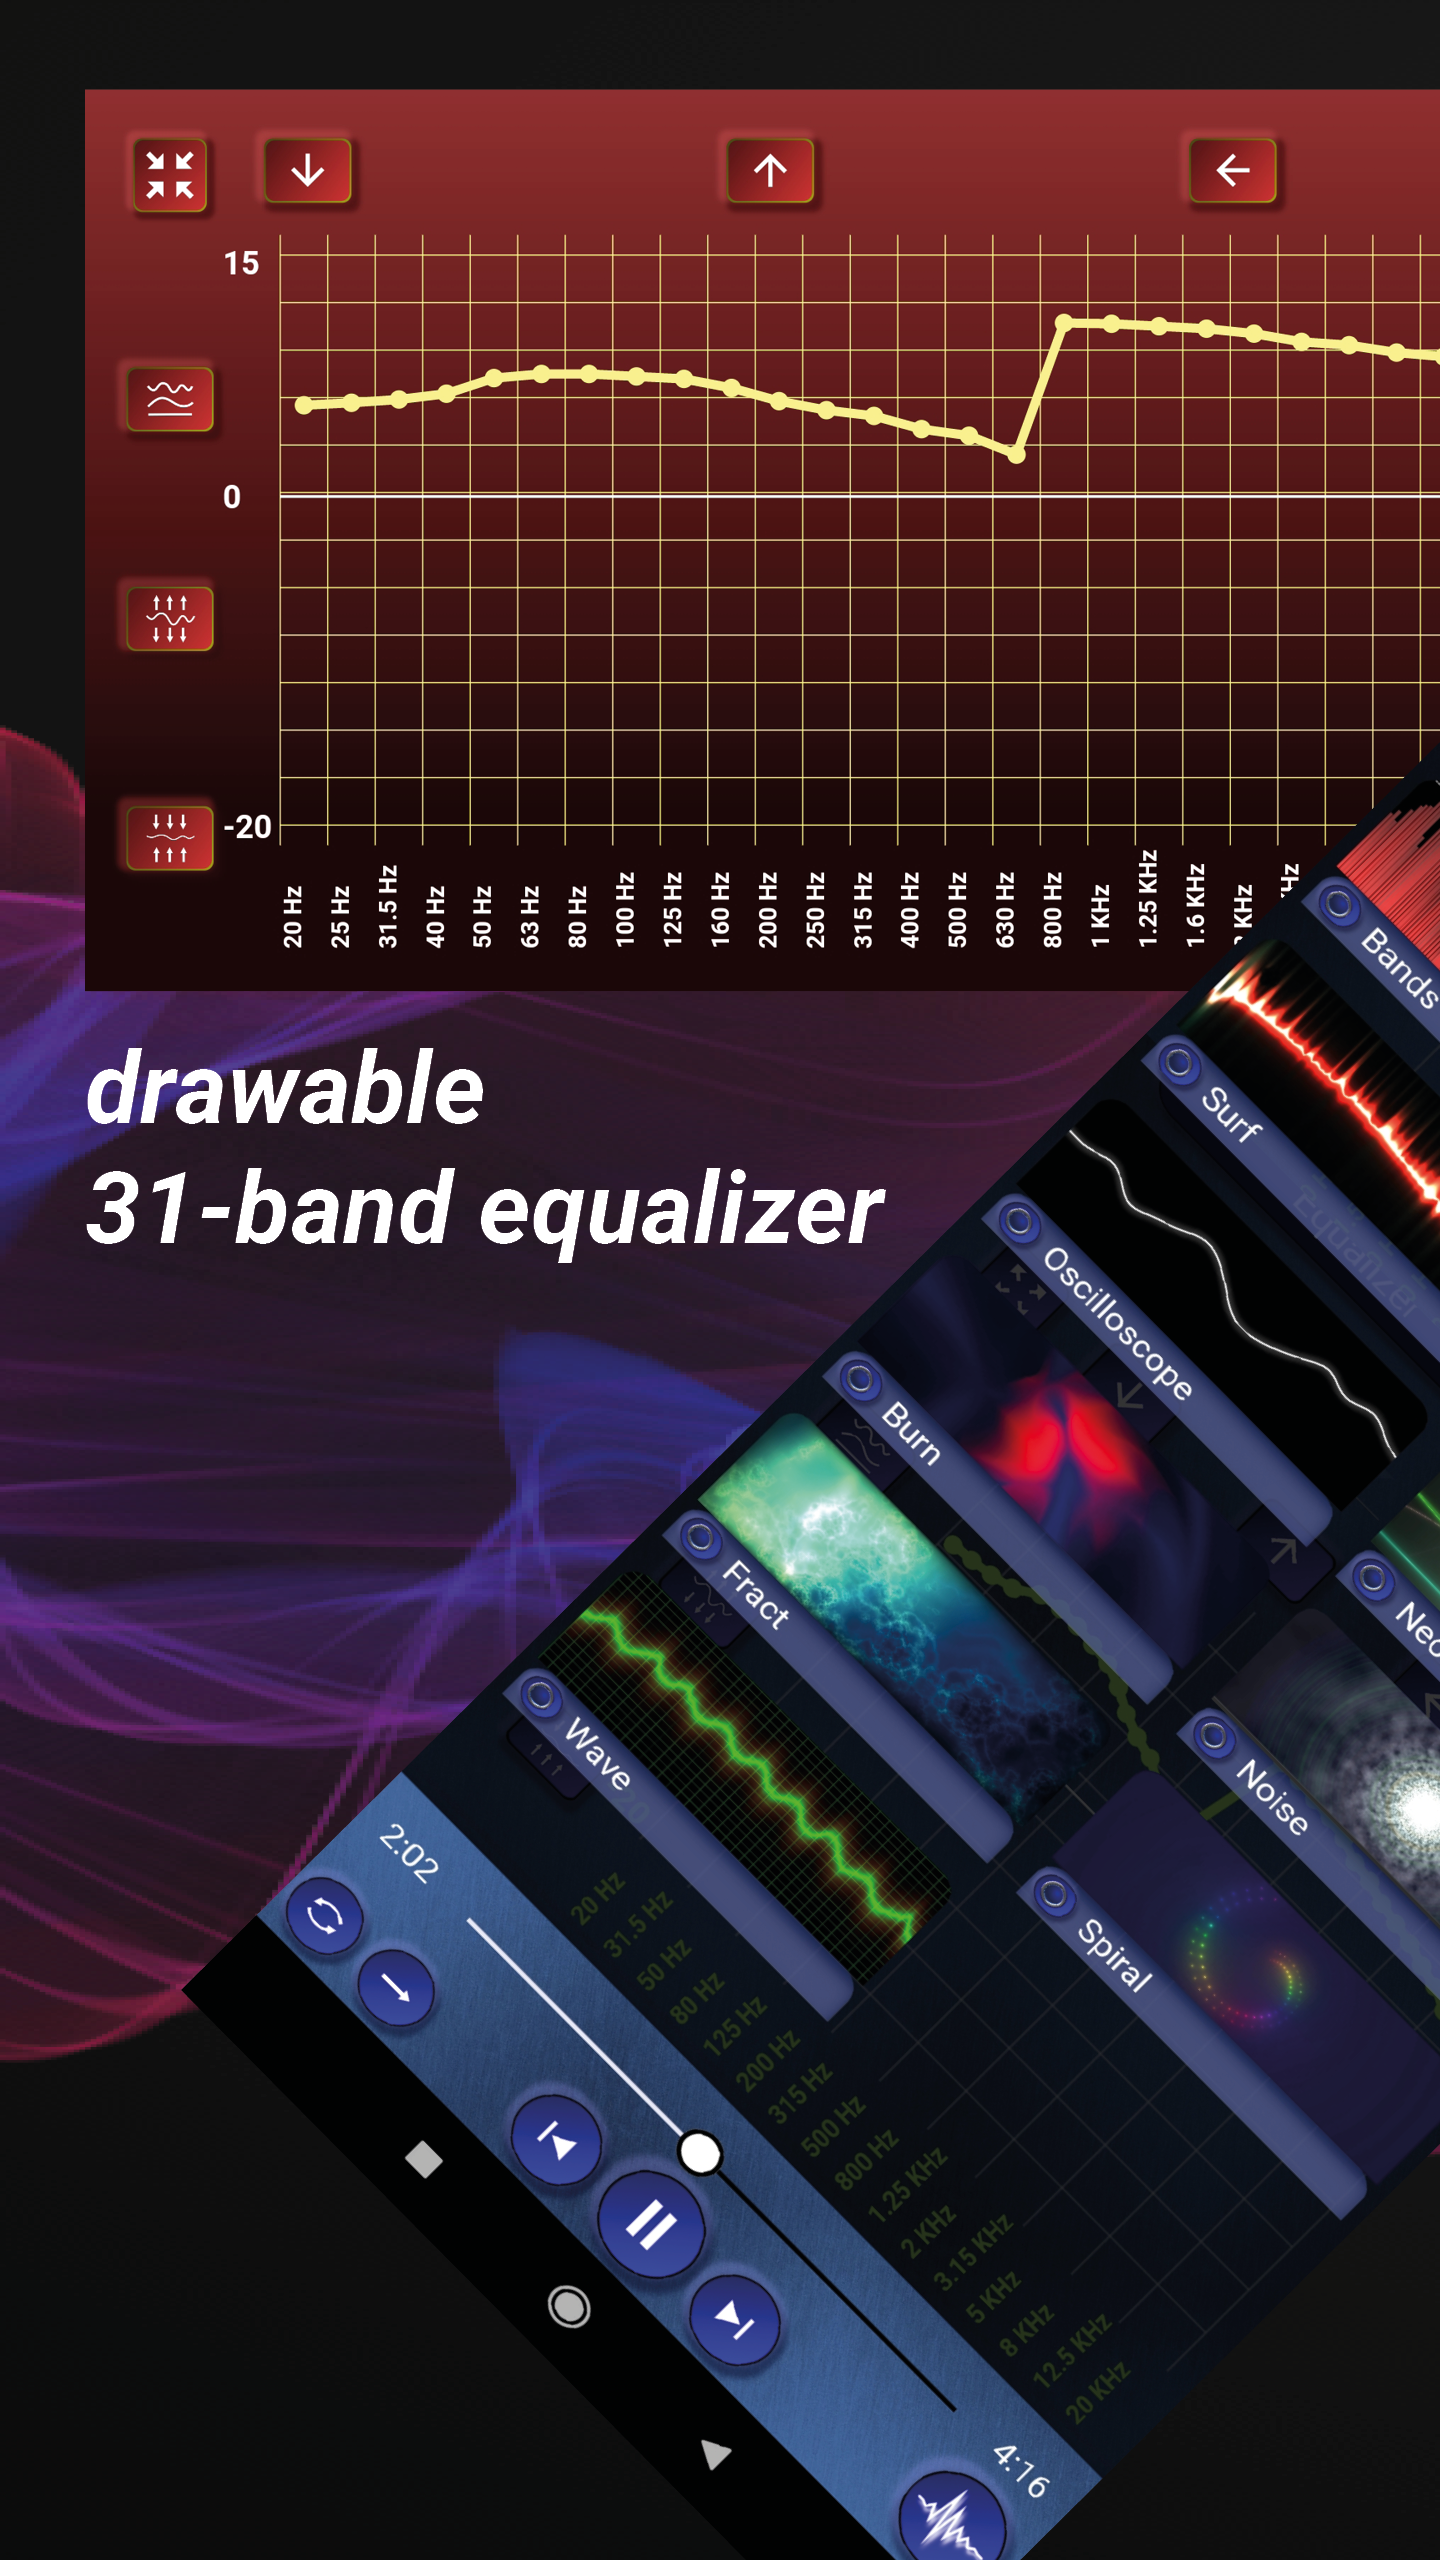 15
0
-20
20 Hz
25 Hz
31.5 Hz
40 Hz
50 Hz
63 Hz
80 Hz
100 Hz
125 Hz
160 Hz
200 Hz
250 Hz
315 Hz
400 Hz
500 Hz
630 Hz
800 Hz
1 KHz
1.25 KHz
1.6 KHz
KHz
Hz
drawable
31-band equalizer
Bands
Surf
Equalizer
Oscilloscope
Burn
Fract
Wave
Neo
Noise
Spiral
20 Hz
31.5 Hz
50 Hz
80 Hz
125 Hz
200 Hz
315 Hz
500 Hz
800 Hz
1.25 KHz
2 KHz
3.15 KHz
5 KHz
8 KHz
12.5 KHz
20 KHz
2:02
4:16